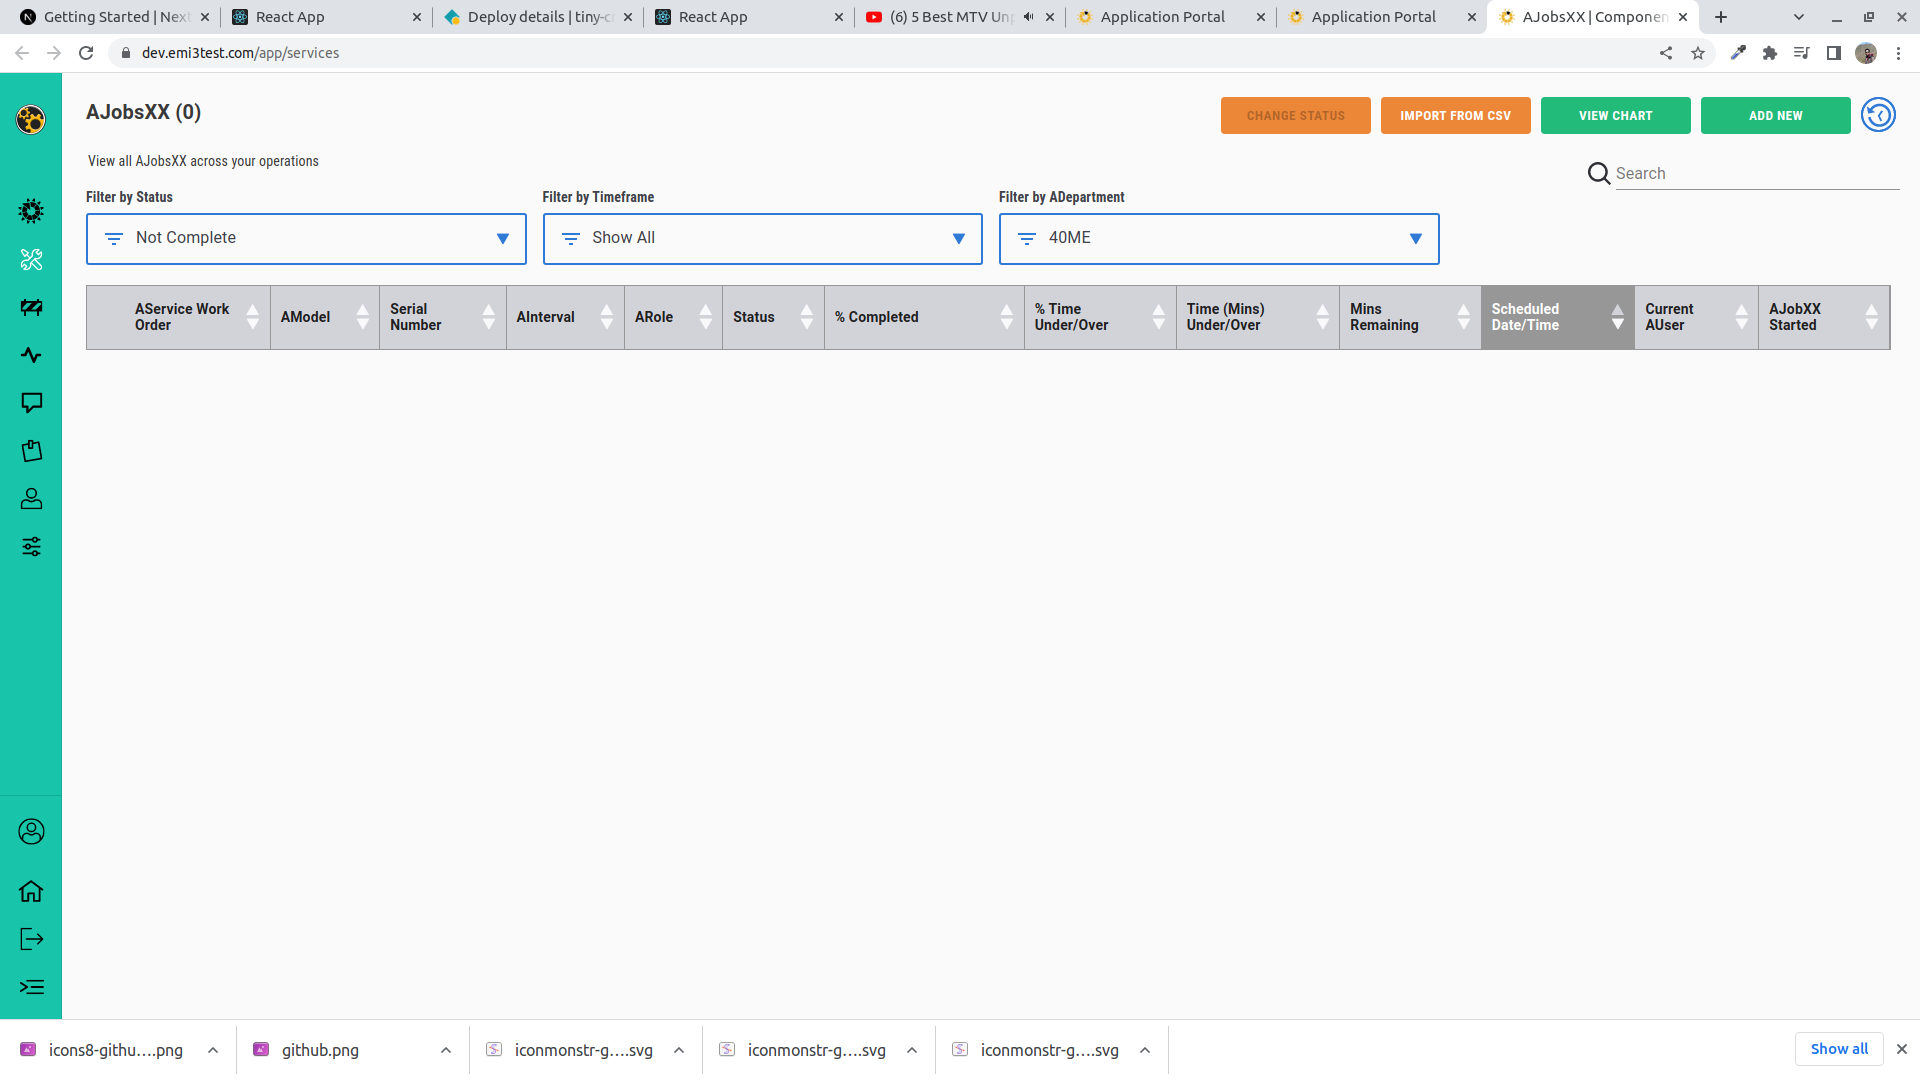 Getting Started | Next
React App
Deploy details | tiny-c
React App
(6) 5 Best MTV Unp
Application Portal
Application Portal
AJobsXX | Componen
dev.emi3test.com/app/services
AJobsXX (0)
CHANGE STATUS
IMPORT FROM CSV
VIEW CHART
ADD NEW
View all AJobsXX across your operations
Search
Filter by Status
Filter by Timeframe
Filter by ADepartment
Not Complete
Show All
40ME
AService Work
Order
AModel
Serial
Number
AInterval
ARole
Status
% Completed
% Time
Under/Over
Time (Mins)
Under/Over
Mins
Remaining
Scheduled
Date/Time
Current
AUser
AJobXX
Started
icons8-githu....png
github.png
iconmonstr-g....svg
iconmonstr-g....svg
iconmonstr-g....svg
Show all